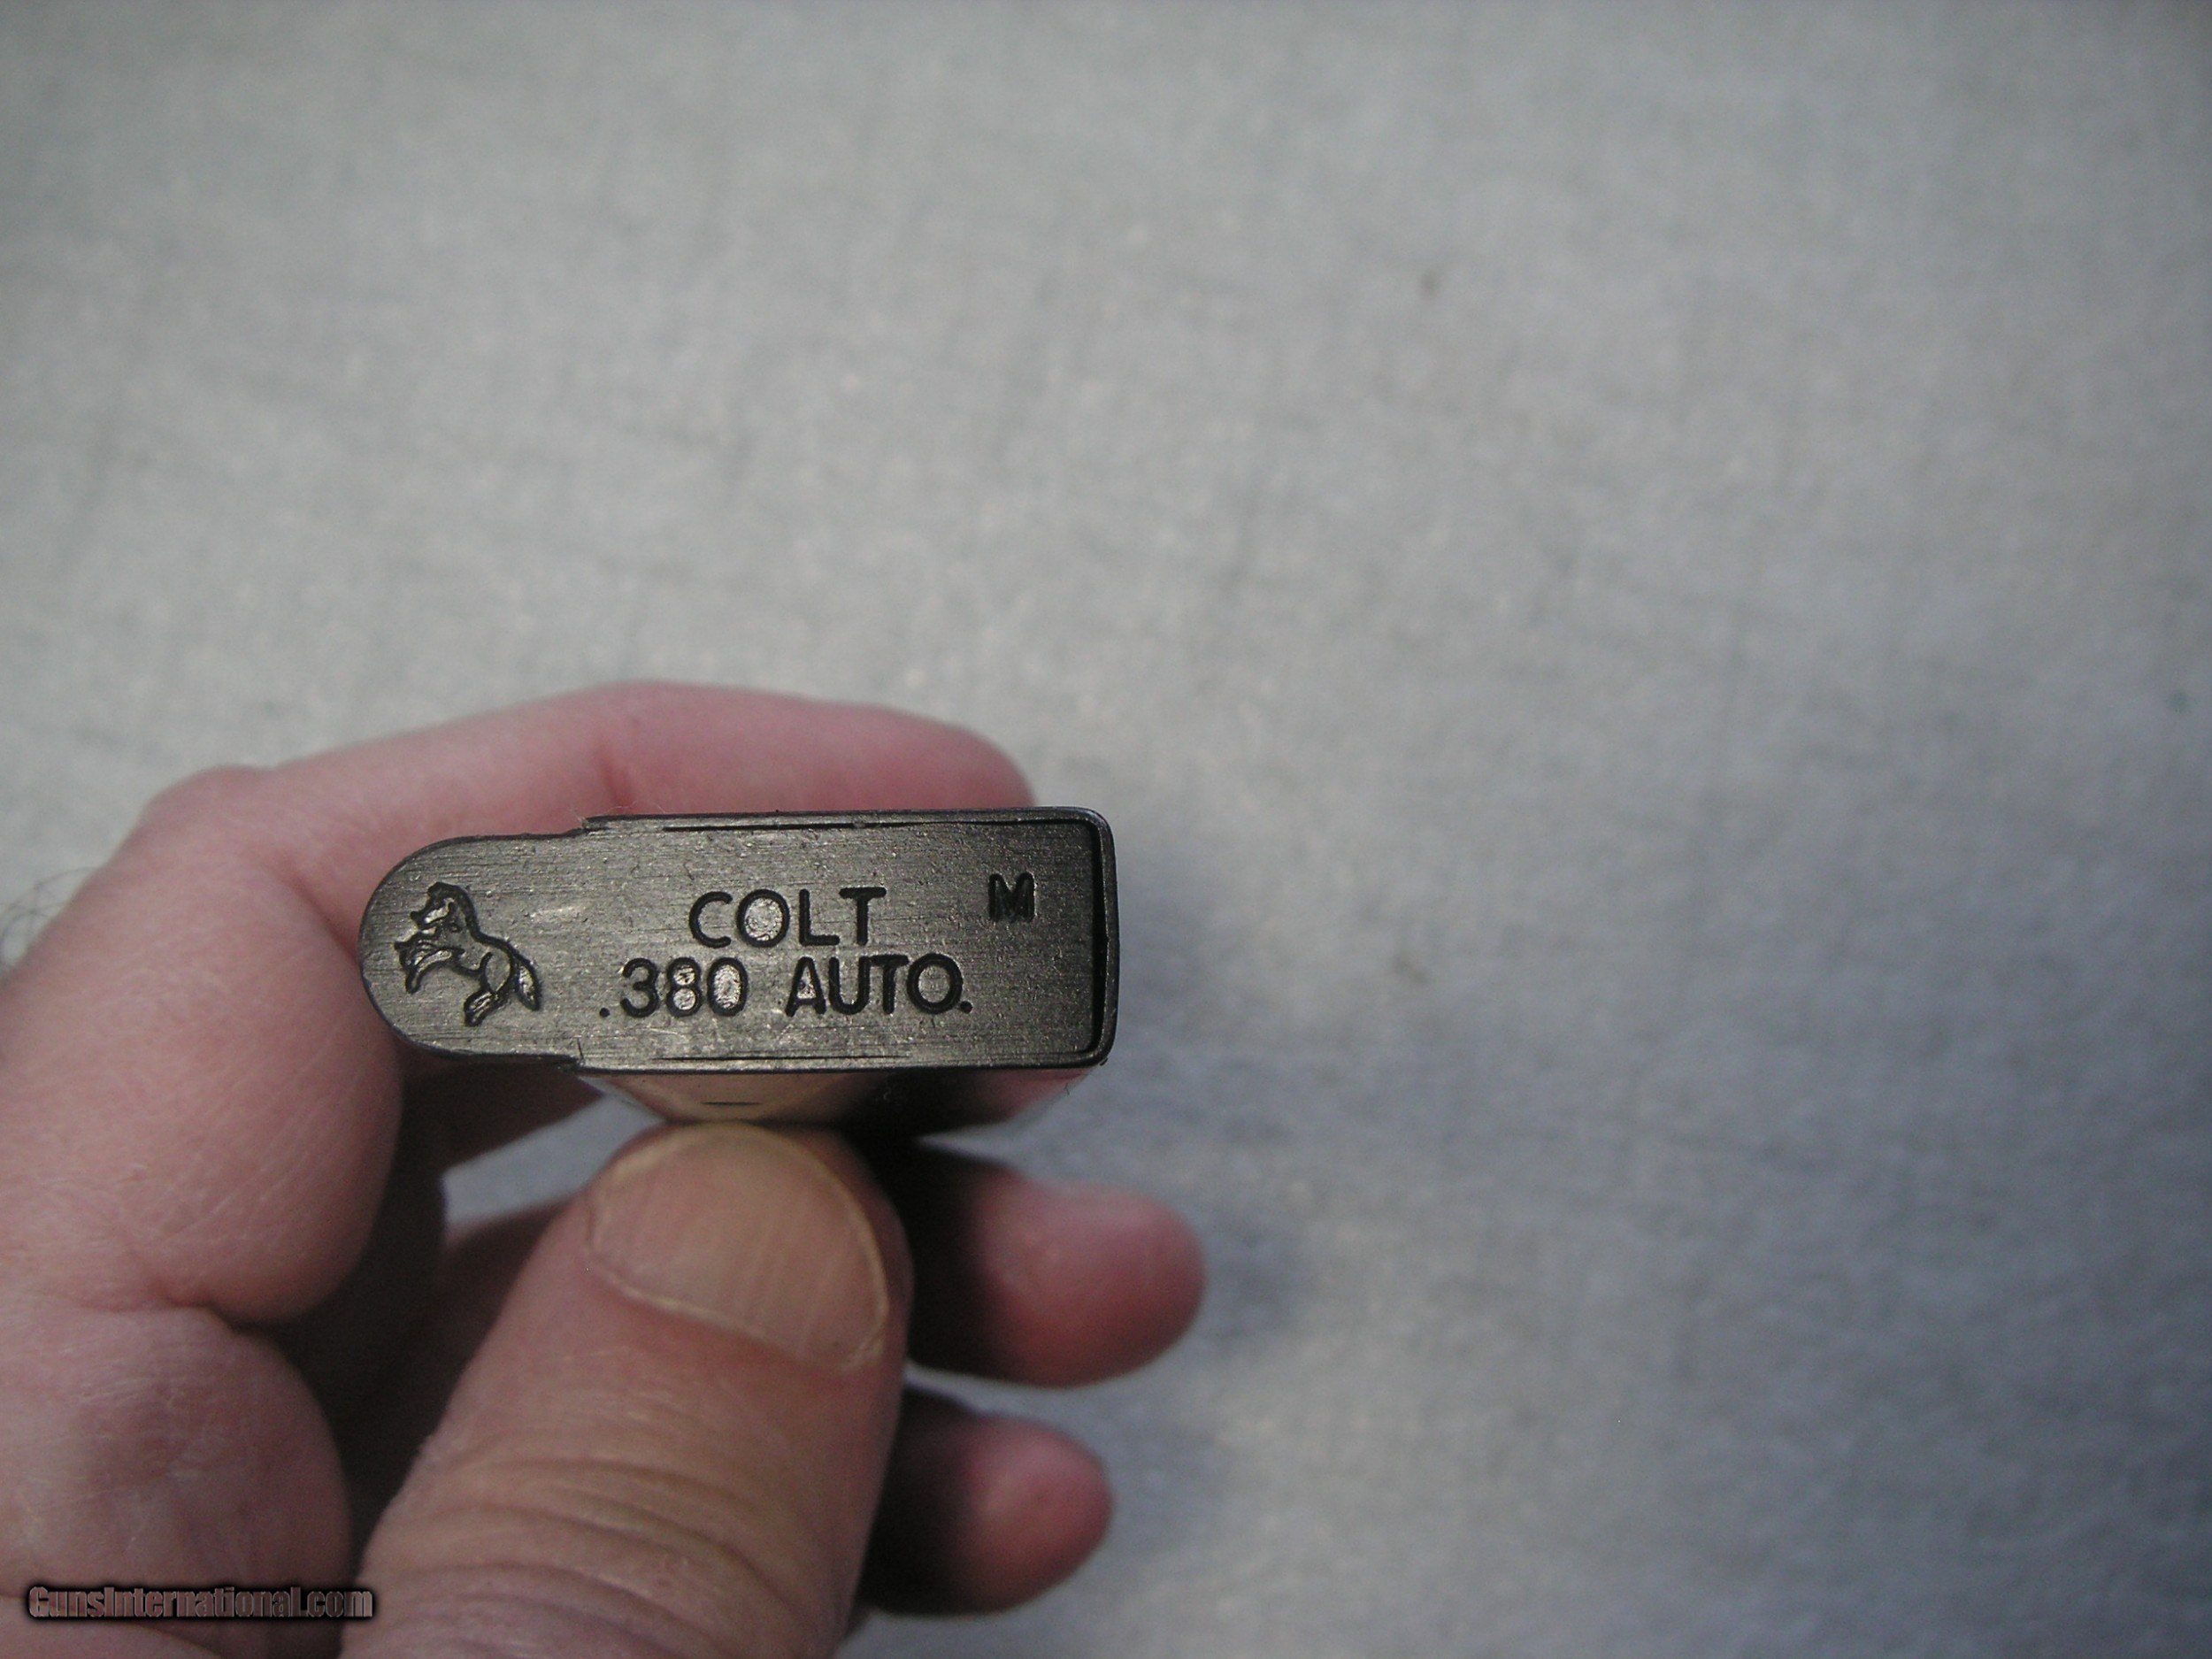 COLT M
.380 AUTO.
GunsInternational.com